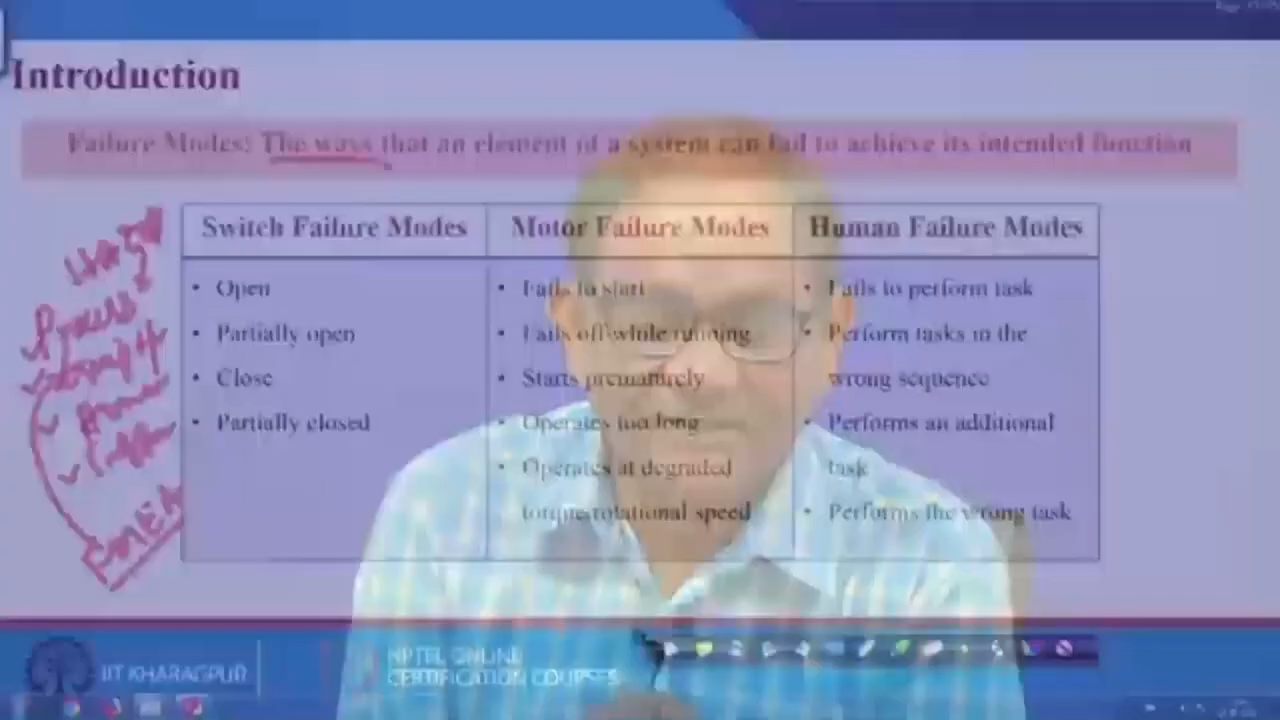 Introduction
Failure Modes: The ways that an element of a system can fail to achieve its intended function
Switch Failure Modes
Motor Failure Modes
Human Failure Modes
• Open
• Partially open
• Close
• Partially closed
• Fails to start
• Fails off while running
• Starts prematurely
• Operates too long
• Operates at degraded
torque/rotational speed
• Fails to perform task
• Perform tasks in the
wrong sequence
• Performs an additional
task
• Performs the wrong task
Process
FMEA
IIT KHARAGPUR
NPTEL ONLINE
CERTIFICATION COURSES